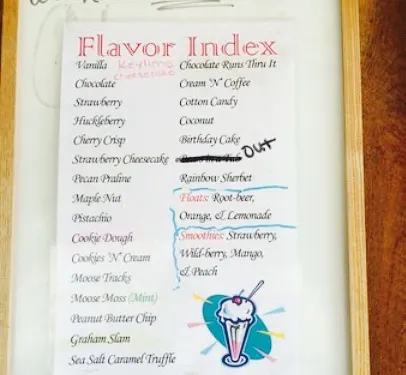 Flavor Index
Vanilla
Keylime
cheesecake
Chocolate
Strawberry
Huckleberry
Cherry Crisp
Strawberry Cheesecake
Pecan Praline
Maple Nut
Pistachio
Cookie Dough
Cookies 'N' Cream
Moose Tracks
Moose Moss (Mint)
Peanut Butter Chip
Graham Slam
Sea Salt Caramel Truffle
Chocolate Runs Thru It
Cream 'N' Coffee
Cotton Candy
Coconut
Birthday Cake
OUT
Rainbow Sherbet
Floats: Root-beer,
Orange, & Lemonade
Smoothies: Strawberry,
Wild-berry, Mango,
& Peach